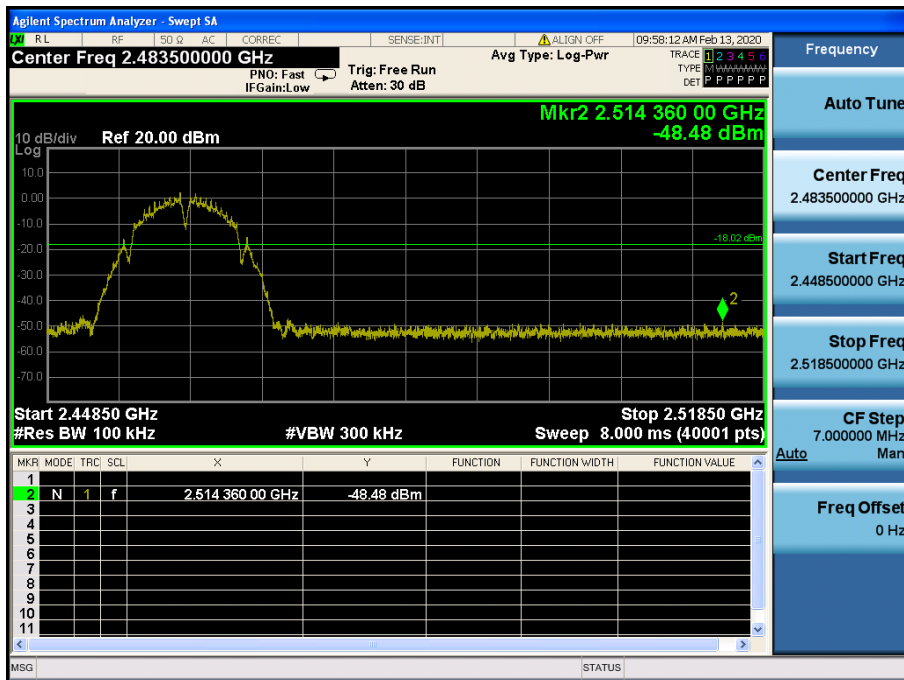 Agilent Spectrum Analyzer - Swept SA
LXI RL RF 50 Ω AC CORREC SENSE:INT ALIGN OFF 09:58:12 AM Feb 13, 2020
Center Freq 2.483500000 GHz
PNO: Fast
IFGain:Low
Trig: Free Run
Atten: 30 dB
Avg Type: Log-Pwr
TRACE 1 2 3 4 5 6
TYPE M WWWWW
DET P P P P P P
Mkr2 2.514 360 00 GHz
-48.48 dBm
10 dB/div Ref 20.00 dBm
Log
10.0
0.00
-10.0
-18.02 dBm
-20.0
-30.0
-40.0
2
-50.0
-60.0
-70.0
Start 2.44850 GHz Stop 2.51850 GHz
#Res BW 100 kHz #VBW 300 kHz Sweep 8.000 ms (40001 pts)
MKR MODE TRC SCL X Y FUNCTION FUNCTION WIDTH FUNCTION VALUE
1
2 N 1 f 2.514 360 00 GHz -48.48 dBm
3
4
5
6
7
8
9
10
11
MSG STATUS
Frequency
Auto Tune
Center Freq
2.483500000 GHz
Start Freq
2.448500000 GHz
Stop Freq
2.518500000 GHz
CF Step
7.000000 MHz
Auto Man
Freq Offset
0 Hz